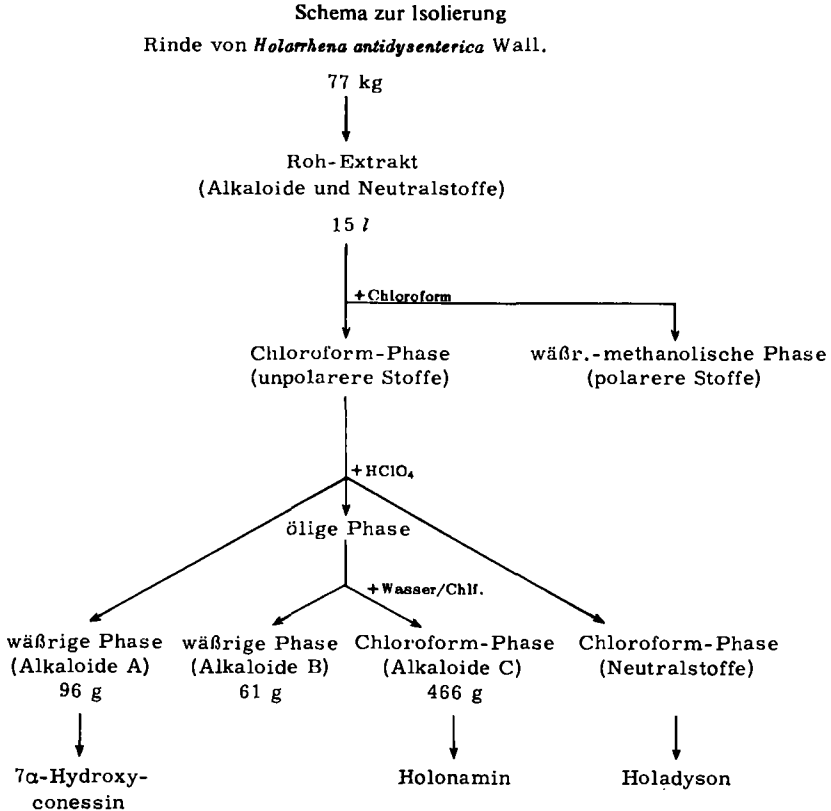 Schema zur Isolierung
Rinde von Holarrhena antidysenterica Wall.
77 kg
Roh-Extrakt
(Alkaloide und Neutralstoffe)
15 l
+Chloroform
Chloroform-Phase
(unpolarere Stoffe)
wäßr.-methanolische Phase
(polarere Stoffe)
+HClO₄
ölige Phase
+Wasser/Chlf.
wäßrige Phase
(Alkaloide A)
96 g
wäßrige Phase
(Alkaloide B)
61 g
Chloroform-Phase
(Alkaloide C)
466 g
Chloroform-Phase
(Neutralstoffe)
7α-Hydroxy-
conessin
Holonamin
Holadyson